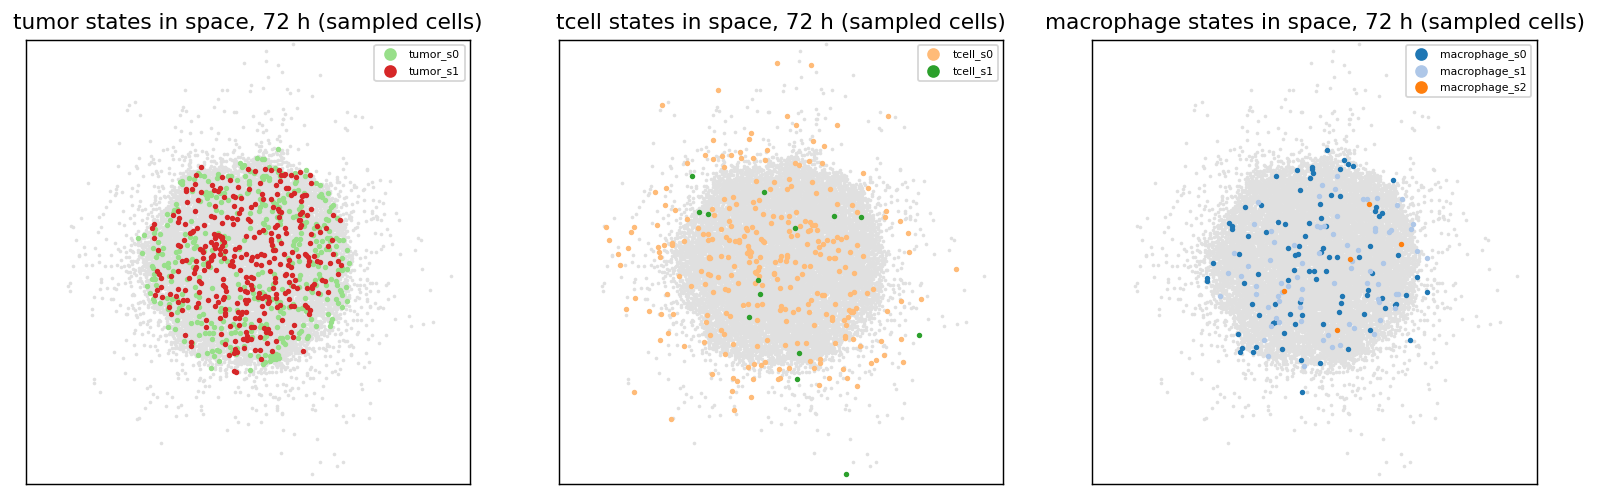 tumor states in space, 72 h (sampled cells)
tumor_s0
tumor_s1
tcell states in space, 72 h (sampled cells)
tcell_s0
tcell_s1
macrophage states in space, 72 h (sampled cells)
macrophage_s0
macrophage_s1
macrophage_s2